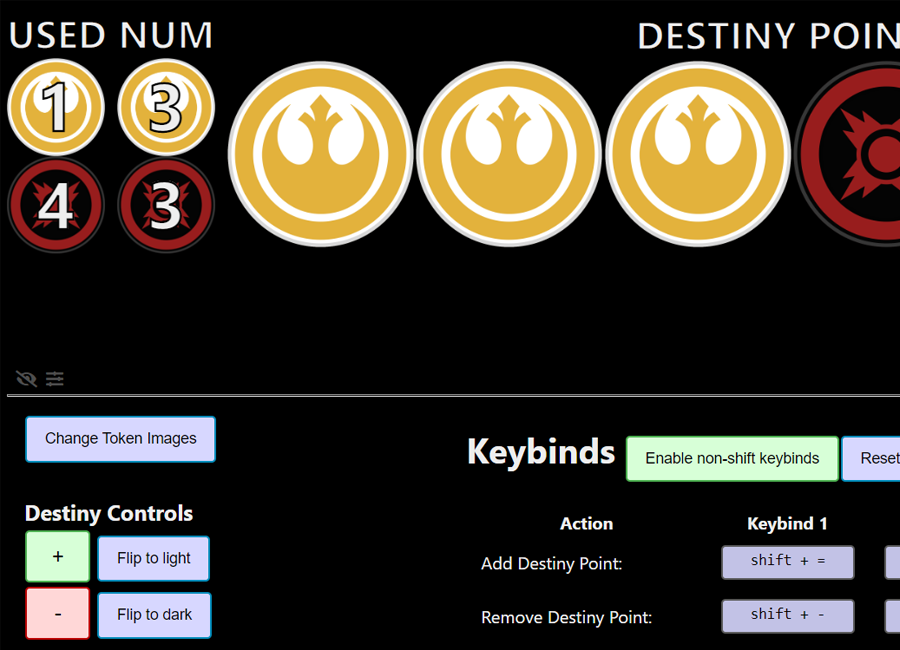 USED NUM
DESTINY POIN
1 3
4 3
Change Token Images
Keybinds Enable non-shift keybinds Reset
Destiny Controls
Action Keybind 1
+ Flip to light
Add Destiny Point: shift + =
- Flip to dark
Remove Destiny Point: shift + -